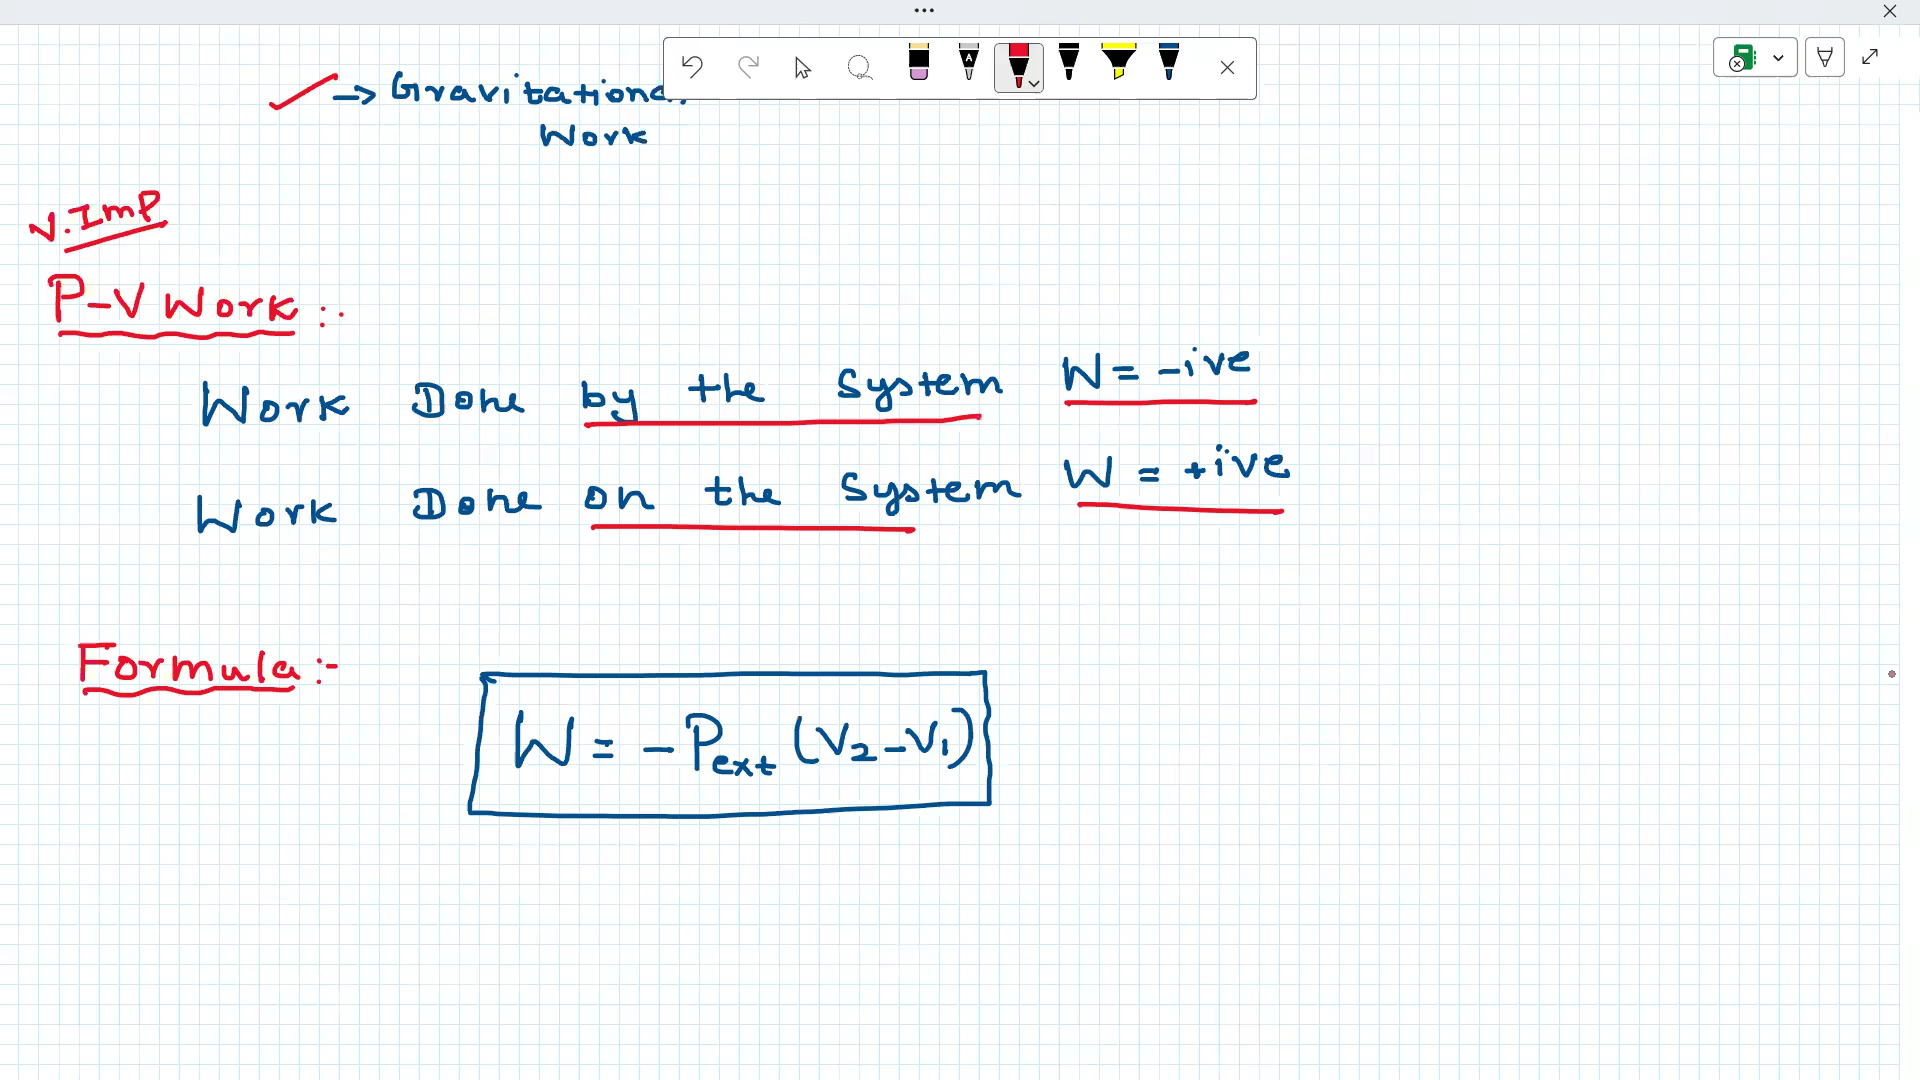 → Gravitational
Work
V. Imp
P-V Work :-
Work Done by the System W = -ive
Work Done on the System W = +ive
Formula :-
W = -Pext (V2-V1)